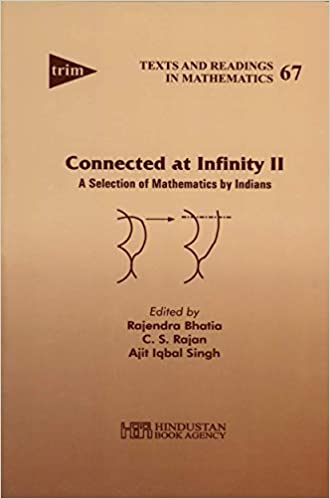 trim
TEXTS AND READINGS
IN MATHEMATICS 67
Connected at Infinity II
A Selection of Mathematics by Indians
Edited by
Rajendra Bhatia
C. S. Rajan
Ajit Iqbal Singh
HINDUSTAN
BOOK AGENCY